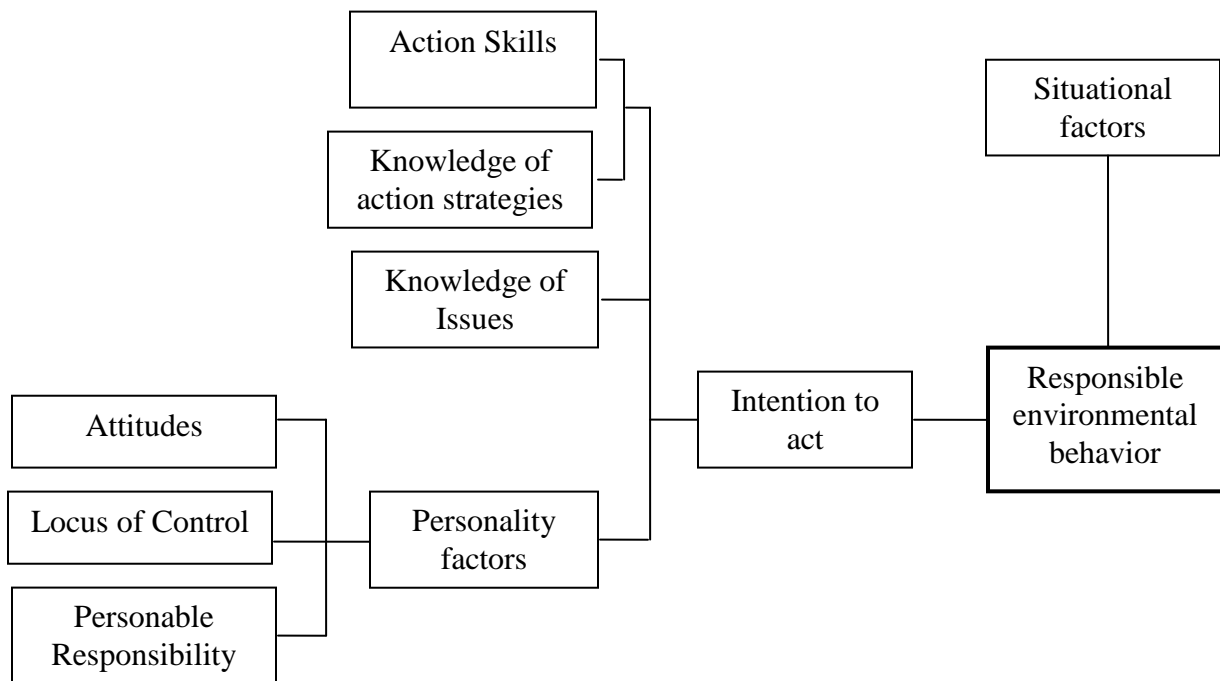 Action Skills
Situational
factors
Knowledge of
action strategies
Knowledge of
Issues
Intention to
act
Responsible
environmental
behavior
Attitudes
Locus of Control
Personality
factors
Personable
Responsibility